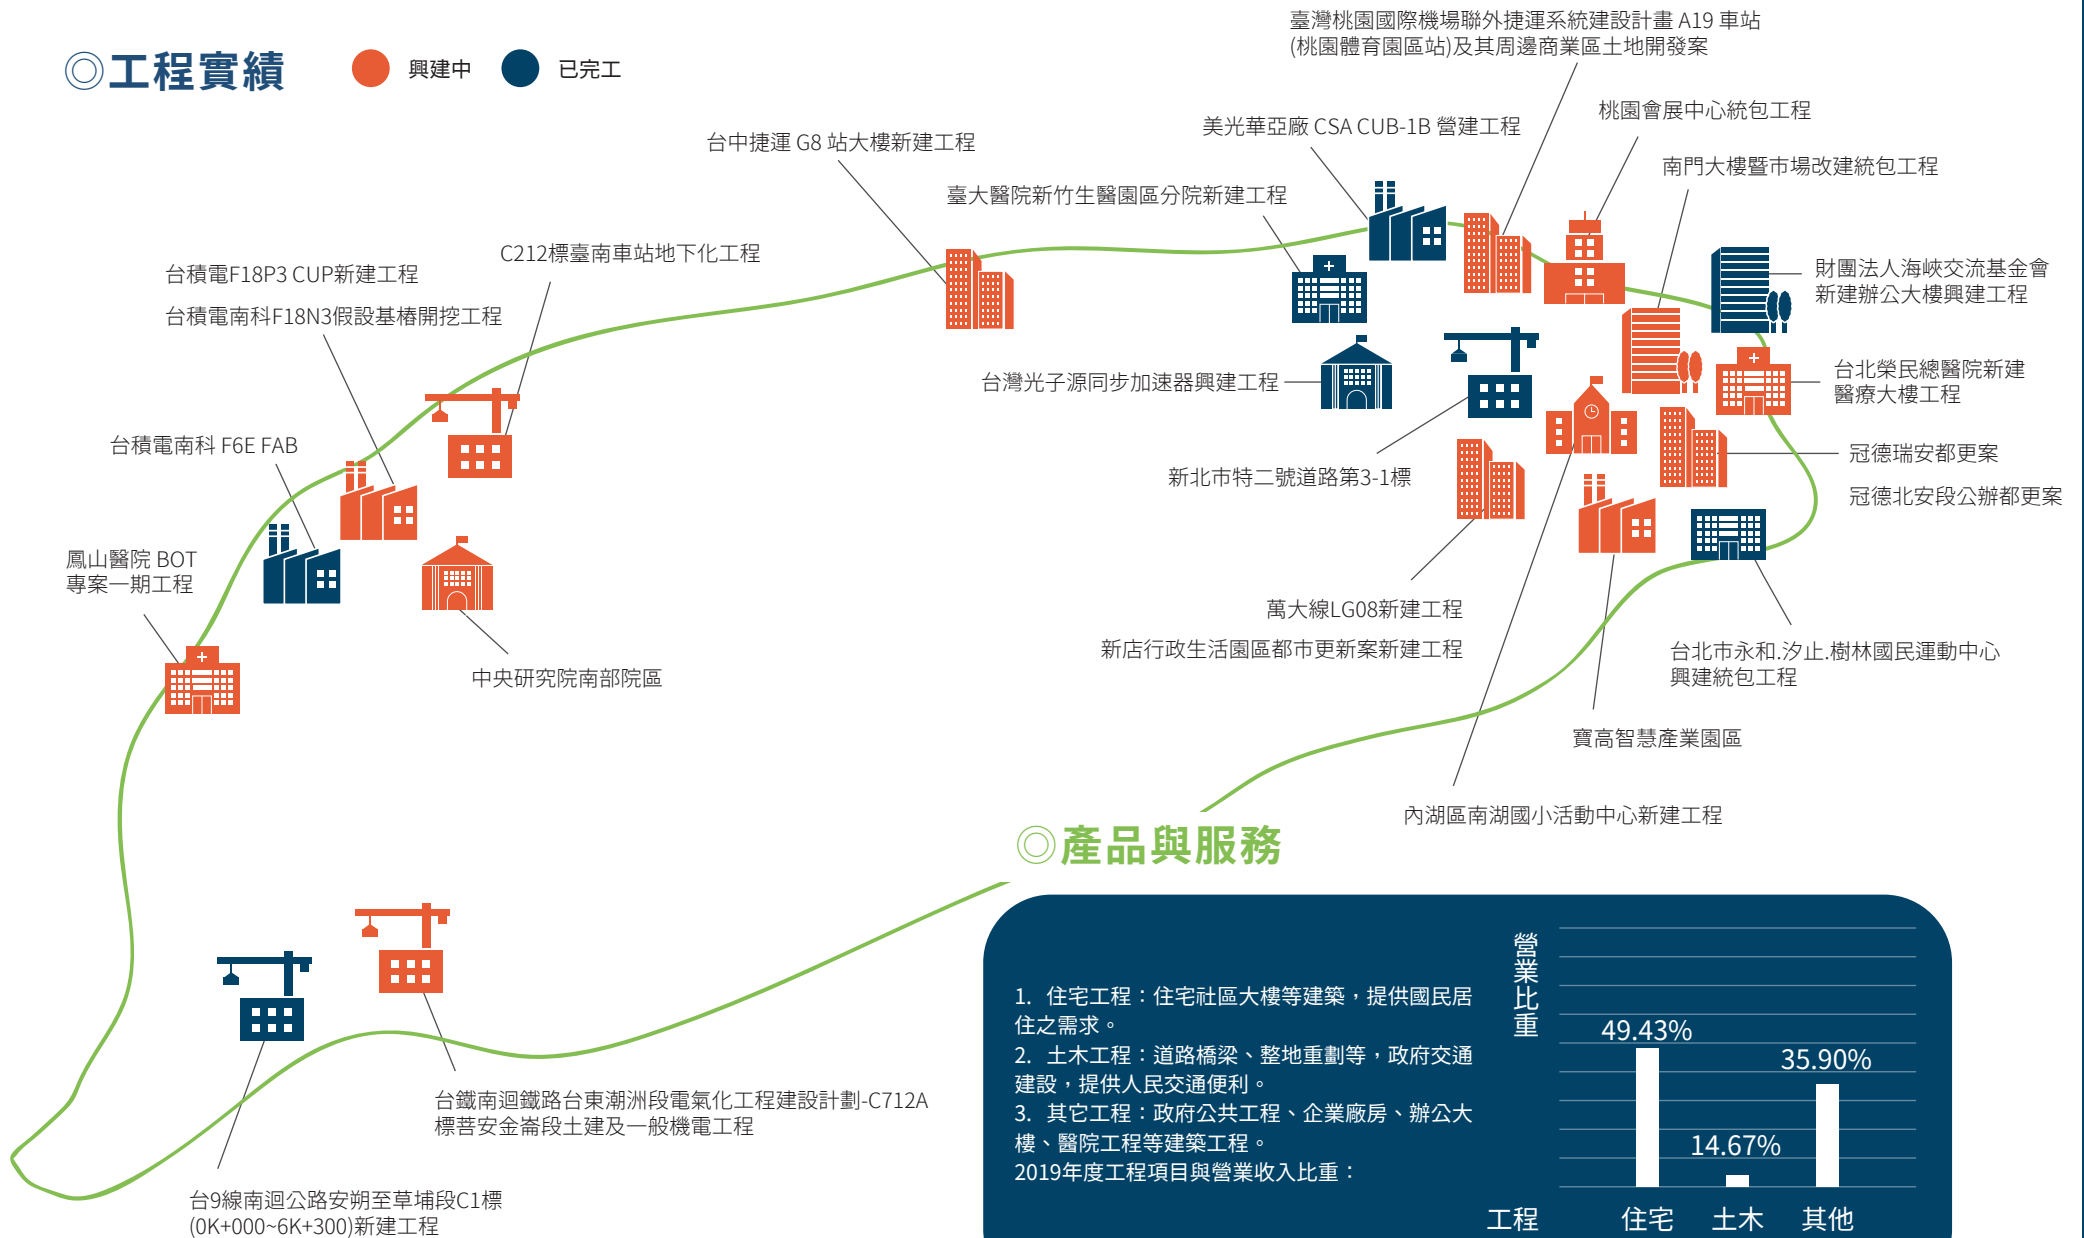 ◎工程實績
興建中
已完工
臺灣桃園國際機場聯外捷運系統建設計畫 A19 車站
(桃園體育園區站)及其周邊商業區土地開發案
桃園會展中心統包工程
美光華亞廠 CSA CUB-1B 營建工程
台中捷運 G8 站大樓新建工程
南門大樓暨市場改建統包工程
臺大醫院新竹生醫園區分院新建工程
C212標臺南車站地下化工程
台積電F18P3 CUP新建工程
台積電南科F18N3假設基樁開挖工程
財團法人海峽交流基金會
新建辦公大樓興建工程
台灣光子源同步加速器興建工程
台北榮民總醫院新建
醫療大樓工程
台積電南科 F6E FAB
新北市特二號道路第3-1標
冠德瑞安都更案
冠德北安段公辦都更案
鳳山醫院 BOT
專案一期工程
萬大線LG08新建工程
新店行政生活園區都市更新案新建工程
台北市永和.汐止.樹林國民運動中心
興建統包工程
中央研究院南部院區
寶高智慧產業園區
內湖區南湖國小活動中心新建工程
台鐵南迴鐵路台東潮洲段電氣化工程建設計劃-C712A
標菩安金崙段土建及一般機電工程
台9線南迴公路安朔至草埔段C1標
(0K+000~6K+300)新建工程
◎產品與服務
1. 住宅工程：住宅社區大樓等建築，提供國民居
住之需求。
2. 土木工程：道路橋梁、整地重劃等，政府交通
建設，提供人民交通便利。
3. 其它工程：政府公共工程、企業廠房、辦公大
樓、醫院工程等建築工程。
2019年度工程項目與營業收入比重：
營業比重
49.43%
14.67%
35.90%
工程
住宅
土木
其他